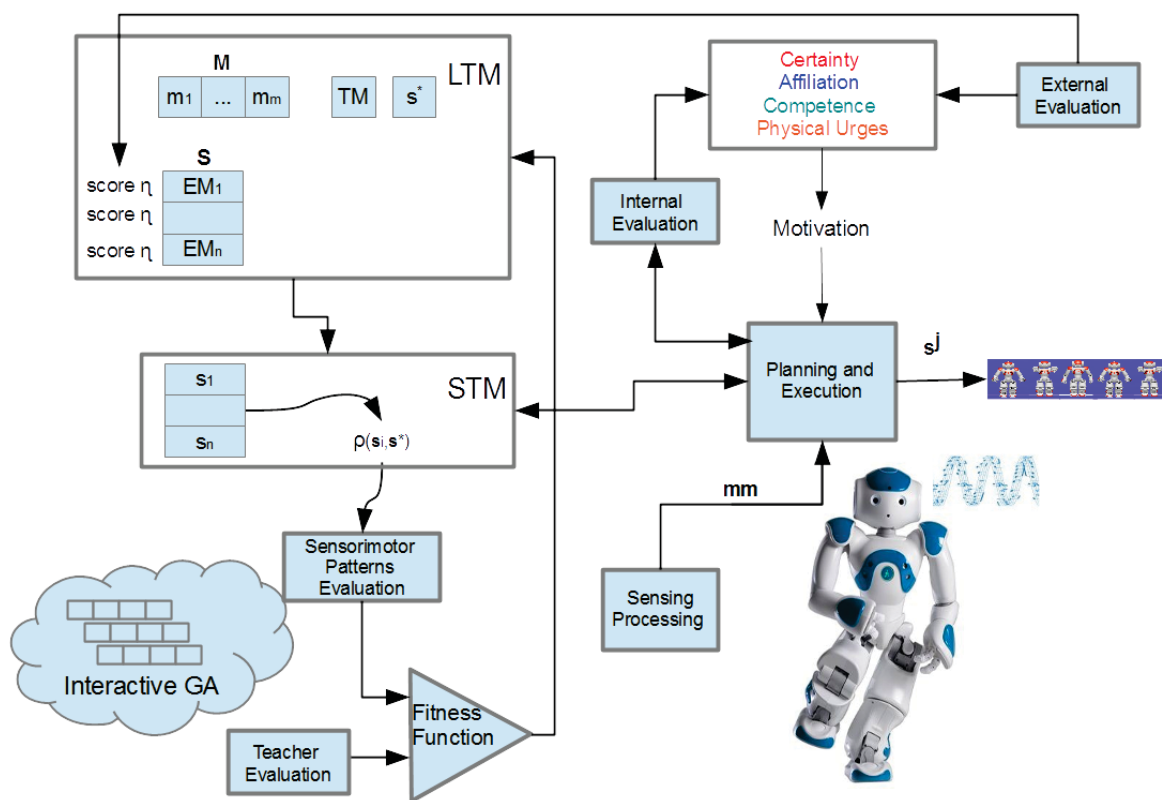 M
m1 ... mm
TM
s*
LTM
S
score η EM1
score η
score η EMn
Certainty
Affiliation
Competence
Physical Urges
External
Evaluation
Internal
Evaluation
Motivation
s1
sn
ρ(si,s*)
STM
Planning and
Execution
sj
mm
Sensorimotor
Patterns
Evaluation
Sensing
Processing
Interactive GA
Fitness
Function
Teacher
Evaluation